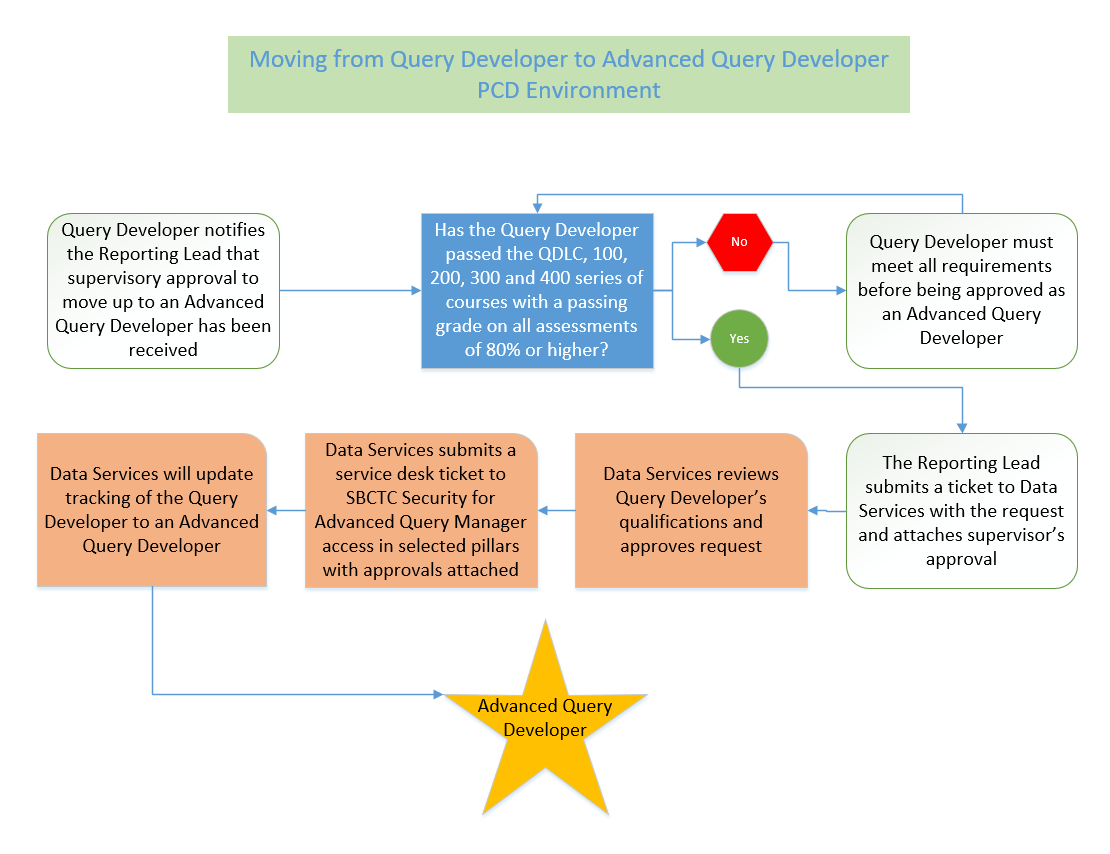 Moving from Query Developer to Advanced Query Developer
PCD Environment
Query Developer notifies
the Reporting Lead that
supervisory approval to
move up to an Advanced
Query Developer has been
received
Has the Query Developer
passed the QDLC, 100,
200, 300 and 400 series of
courses with a passing
grade on all assessments
of 80% or higher?
No
Yes
Query Developer must
meet all requirements
before being approved as
an Advanced Query
Developer
The Reporting Lead
submits a ticket to Data
Services with the request
and attaches supervisor’s
approval
Data Services reviews
Query Developer’s
qualifications and
approves request
Data Services submits a
service desk ticket to
SBCTC Security for
Advanced Query Manager
access in selected pillars
with approvals attached
Data Services will update
tracking of the Query
Developer to an Advanced
Query Developer
Advanced Query
Developer